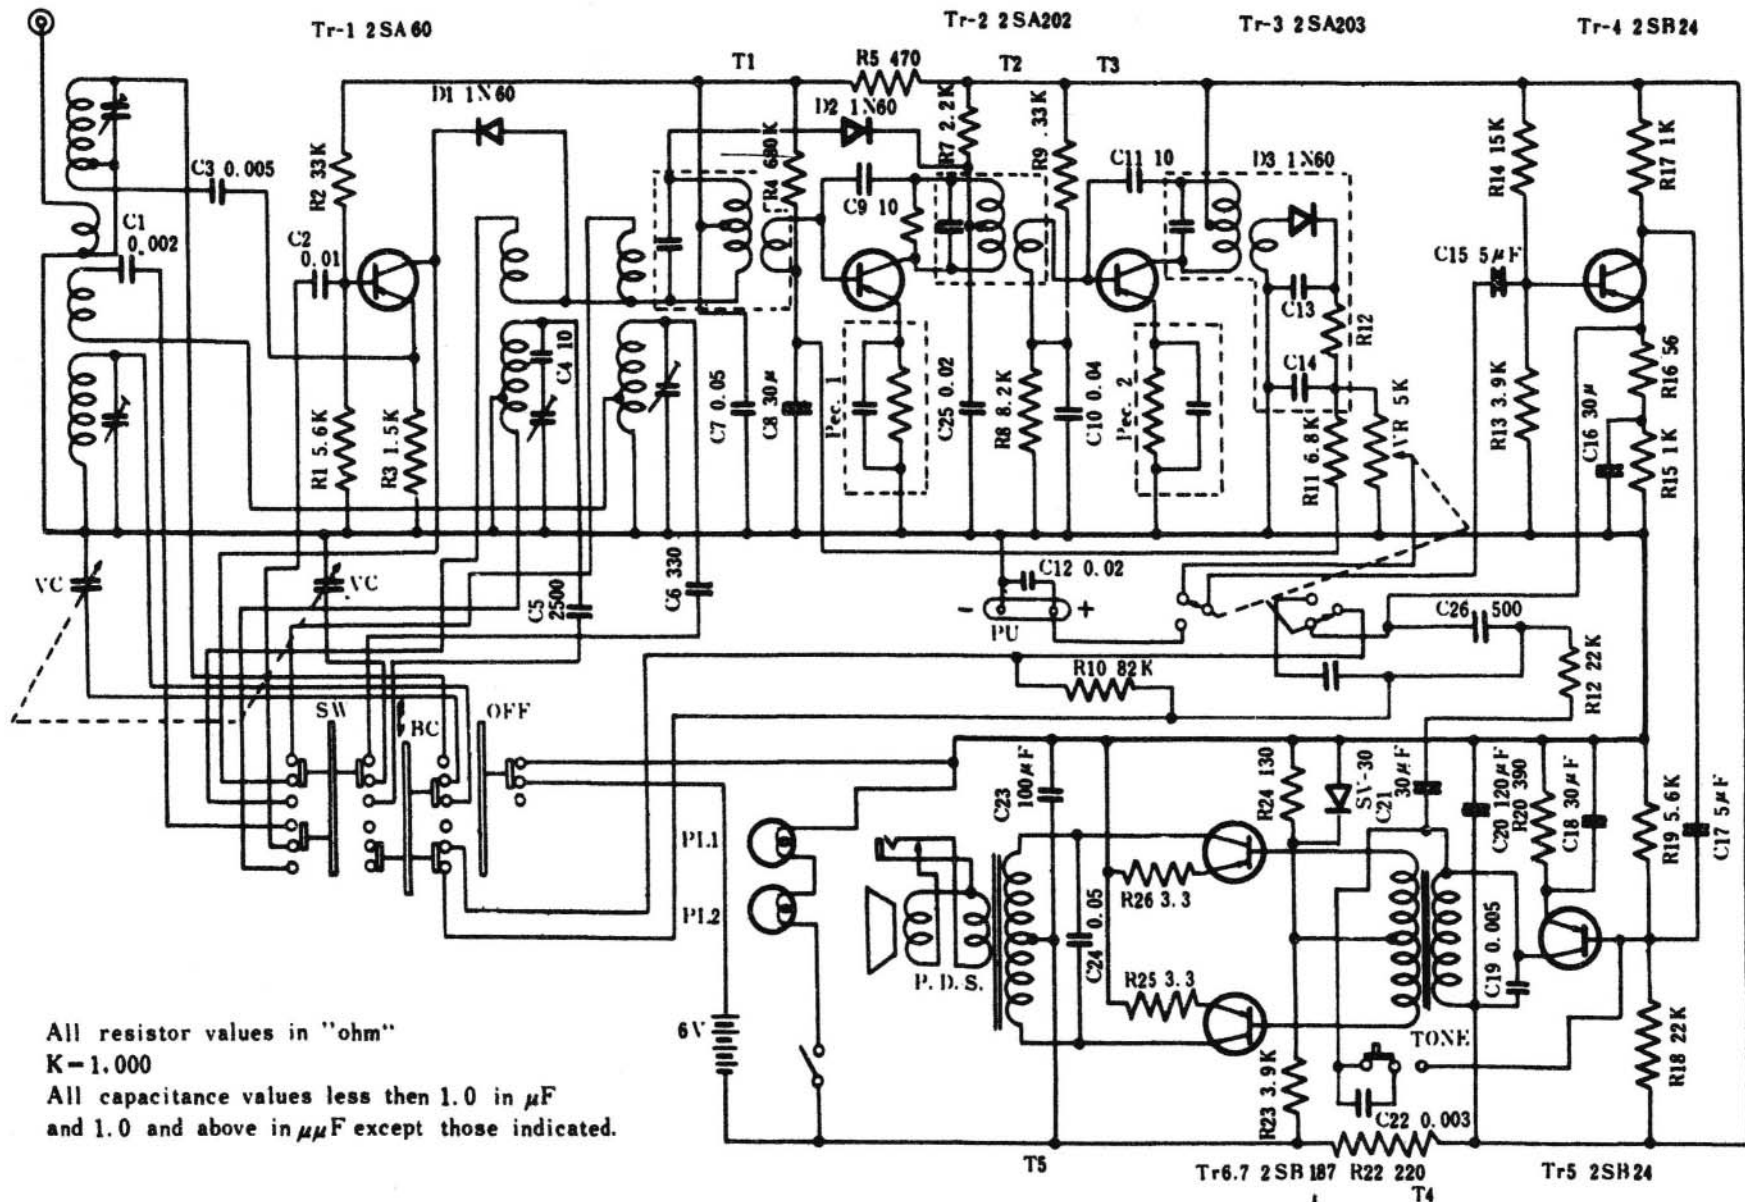 Tr-1 2SA60
Tr-2 2SA202
Tr-3 2SA203
Tr-4 2SB24
T1
R5 470
T2
T3
D1 1N60
D2 1N60
C3 0.005
R2 33K
R4 680K
R7 2.2K
R9 .33K
C11 10
D3 1N60
R14 15K
R17 1K
C1
0.002
C2
0.01
C9 10
C15 5μF
C13
R12
C4 10
C14
R1 5.6K
R3 1.5K
C7 0.05
C8 30μ
Pec. 1
C25 0.02
R8 8.2K
C10 0.04
Pec. 2
R11 6.8K
VR 5K
R13 3.9K
C16 30μ
R16 56
R15 1K
VC
VC
C5
2500
C6 330
C12 0.02
- PU +
C26 500
R10 82K
R12 22K
SW
BC
OFF
C23
100μF
R24 130
SV-30
C21
30μF
C20 120μF
R20 390
C18 30μF
R19 5.6K
C17 5μF
PL1
PL2
P.D.S.
R26 3.3
C24 0.05
R25 3.3
C19 0.005
6V
TONE
R23 3.9K
C22 0.003
R18 22K
T5
Tr6.7 2SB187
R22 220
T4
Tr5 2SB24
All resistor values in "ohm"
K=1.000
All capacitance values less then 1.0 in μF
and 1.0 and above in μμF except those indicated.